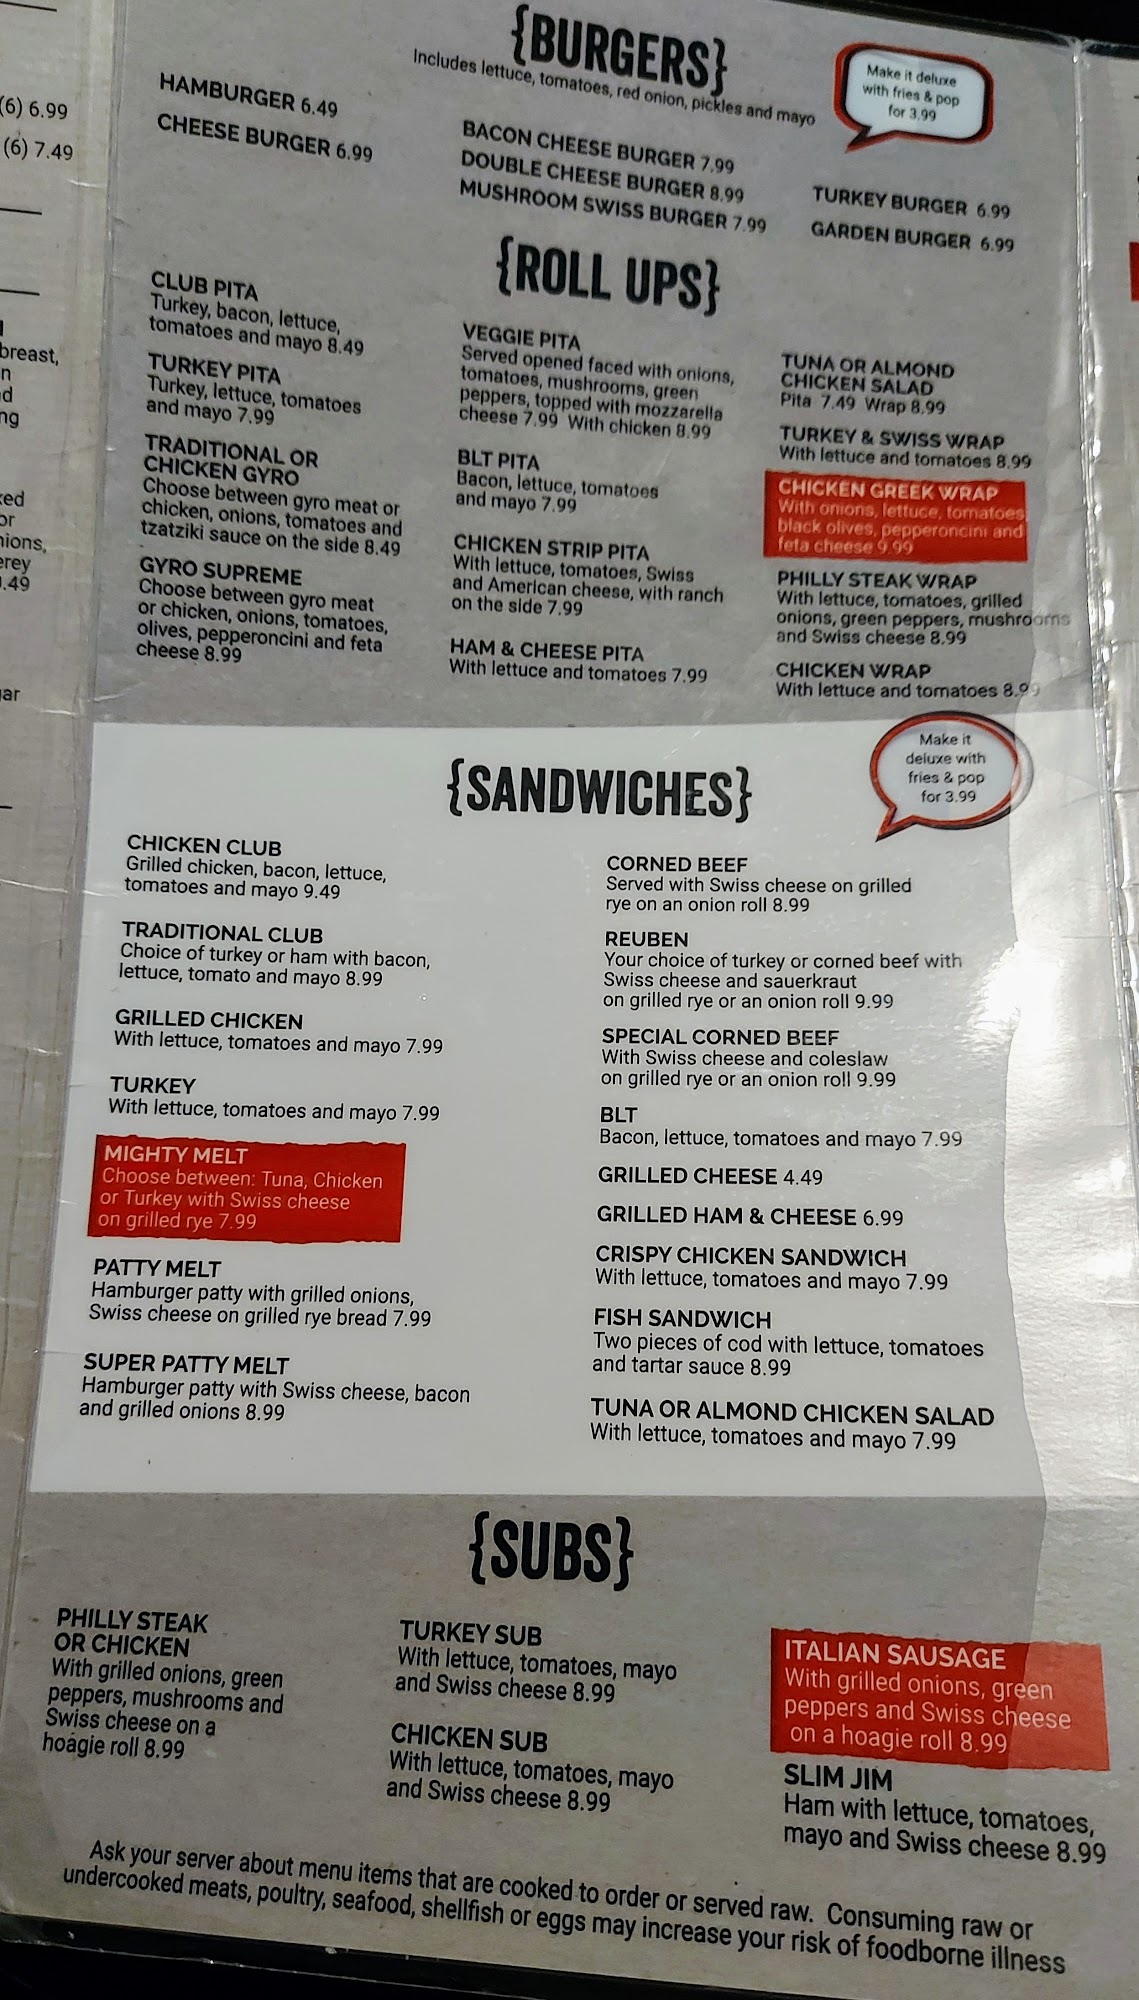 (6) 6.99
(6) 7.49
breast,
{BURGERS}
Includes lettuce, tomatoes, red onion, pickles and mayo
Make it deluxe
with fries & pop
for 3.99
HAMBURGER 6.49
CHEESE BURGER 6.99
BACON CHEESE BURGER 7.99
DOUBLE CHEESE BURGER 8.99
MUSHROOM SWISS BURGER 7.99
TURKEY BURGER 6.99
GARDEN BURGER 6.99
{ROLL UPS}
CLUB PITA
Turkey, bacon, lettuce,
tomatoes and mayo 8.49
TURKEY PITA
Turkey, lettuce, tomatoes
and mayo 7.99
TRADITIONAL OR
CHICKEN GYRO
Choose between gyro meat or
chicken, onions, tomatoes and
tzatziki sauce on the side 8.49
GYRO SUPREME
Choose between gyro meat
or chicken, onions, tomatoes,
olives, pepperoncini and feta
cheese 8.99
VEGGIE PITA
Served opened faced with onions,
tomatoes, mushrooms, green
peppers, topped with mozzarella
cheese 7.99 With chicken 8.99
BLT PITA
Bacon, lettuce, tomatoes
and mayo 7.99
CHICKEN STRIP PITA
With lettuce, tomatoes, Swiss
and American cheese, with ranch
on the side 7.99
HAM & CHEESE PITA
With lettuce and tomatoes 7.99
TUNA OR ALMOND
CHICKEN SALAD
Pita 7.49 Wrap 8.99
TURKEY & SWISS WRAP
With lettuce and tomatoes 8.99
CHICKEN GREEK WRAP
With onions, lettuce, tomatoes
black olives, pepperoncini and
feta cheese 9.99
PHILLY STEAK WRAP
With lettuce, tomatoes, grilled
onions, green peppers, mushrooms
and Swiss cheese 8.99
CHICKEN WRAP
With lettuce and tomatoes 8.99
{SANDWICHES}
Make it
deluxe with
fries & pop
for 3.99
CHICKEN CLUB
Grilled chicken, bacon, lettuce,
tomatoes and mayo 9.49
TRADITIONAL CLUB
Choice of turkey or ham with bacon,
lettuce, tomato and mayo 8.99
GRILLED CHICKEN
With lettuce, tomatoes and mayo 7.99
TURKEY
With lettuce, tomatoes and mayo 7.99
MIGHTY MELT
Choose between: Tuna, Chicken
or Turkey with Swiss cheese
on grilled rye 7.99
PATTY MELT
Hamburger patty with grilled onions,
Swiss cheese on grilled rye bread 7.99
SUPER PATTY MELT
Hamburger patty with Swiss cheese, bacon
and grilled onions 8.99
CORNED BEEF
Served with Swiss cheese on grilled
rye on an onion roll 8.99
REUBEN
Your choice of turkey or corned beef with
Swiss cheese and sauerkraut
on grilled rye or an onion roll 9.99
SPECIAL CORNED BEEF
With Swiss cheese and coleslaw
on grilled rye or an onion roll 9.99
BLT
Bacon, lettuce, tomatoes and mayo 7.99
GRILLED CHEESE 4.49
GRILLED HAM & CHEESE 6.99
CRISPY CHICKEN SANDWICH
With lettuce, tomatoes and mayo 7.99
FISH SANDWICH
Two pieces of cod with lettuce, tomatoes
and tartar sauce 8.99
TUNA OR ALMOND CHICKEN SALAD
With lettuce, tomatoes and mayo 7.99
{SUBS}
PHILLY STEAK
OR CHICKEN
With grilled onions, green
peppers, mushrooms and
Swiss cheese on a
hoagie roll 8.99
TURKEY SUB
With lettuce, tomatoes, mayo
and Swiss cheese 8.99
CHICKEN SUB
With lettuce, tomatoes, mayo
and Swiss cheese 8.99
ITALIAN SAUSAGE
With grilled onions, green
peppers and Swiss cheese
on a hoagie roll 8.99
SLIM JIM
Ham with lettuce, tomatoes,
mayo and Swiss cheese 8.99
Ask your server about menu items that are cooked to order or served raw. Consuming raw or
undercooked meats, poultry, seafood, shellfish or eggs may increase your risk of foodborne illness